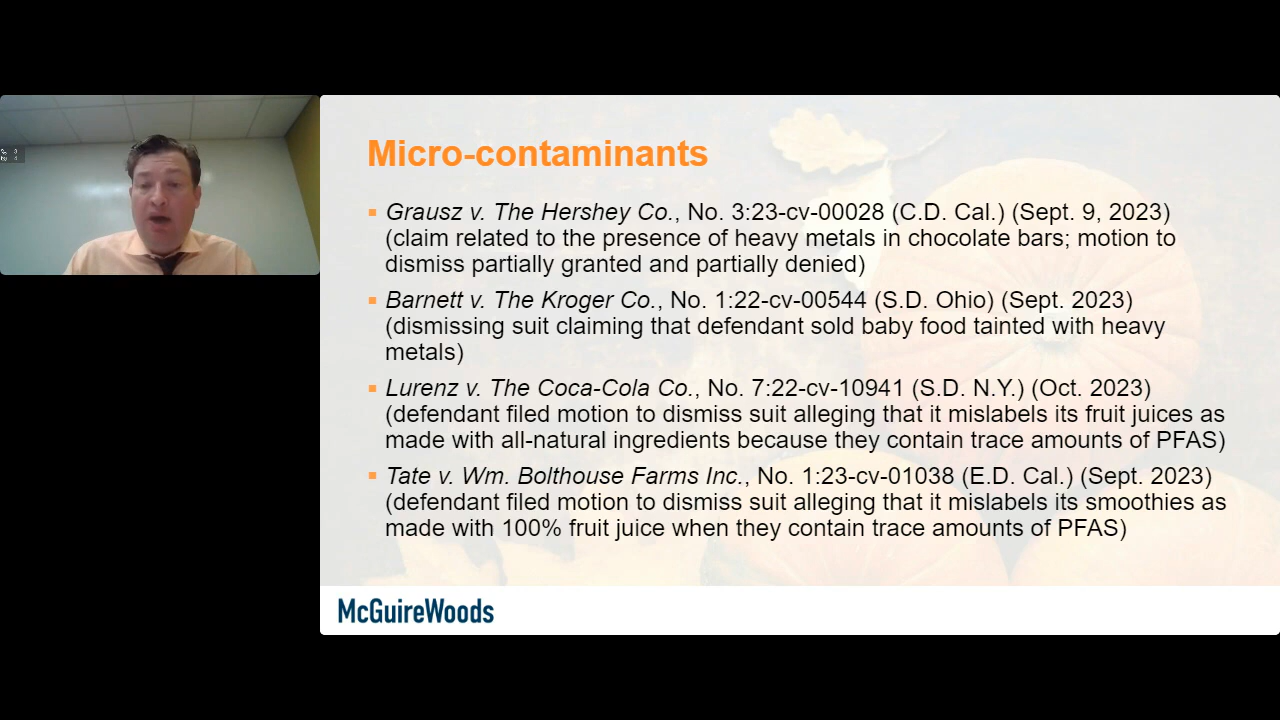 Micro-contaminants
▪ Grausz v. The Hershey Co., No. 3:23-cv-00028 (C.D. Cal.) (Sept. 9, 2023)
(claim related to the presence of heavy metals in chocolate bars; motion to
dismiss partially granted and partially denied)
▪ Barnett v. The Kroger Co., No. 1:22-cv-00544 (S.D. Ohio) (Sept. 2023)
(dismissing suit claiming that defendant sold baby food tainted with heavy
metals)
▪ Lurenz v. The Coca-Cola Co., No. 7:22-cv-10941 (S.D. N.Y.) (Oct. 2023)
(defendant filed motion to dismiss suit alleging that it mislabels its fruit juices as
made with all-natural ingredients because they contain trace amounts of PFAS)
▪ Tate v. Wm. Bolthouse Farms Inc., No. 1:23-cv-01038 (E.D. Cal.) (Sept. 2023)
(defendant filed motion to dismiss suit alleging that it mislabels its smoothies as
made with 100% fruit juice when they contain trace amounts of PFAS)
McGuireWoods